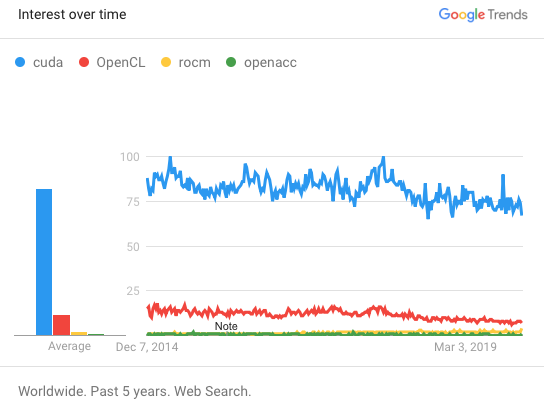 Interest over time
Google Trends
cuda
OpenCL
rocm
openacc
100
75
50
25
Note
Average
Dec 7, 2014
Mar 3, 2019
Worldwide. Past 5 years. Web Search.